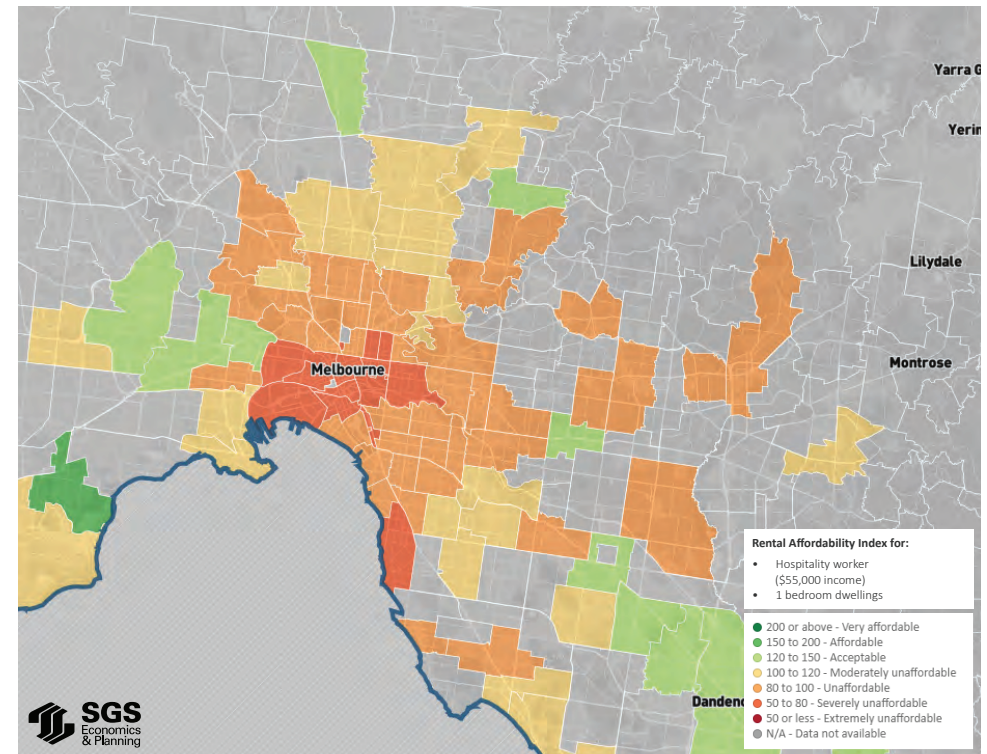 Yarra G
Yerin
Lilydale
Montrose
Melbourne
Dandeno
Rental Affordability Index for:
• Hospitality worker
($55,000 income)
• 1 bedroom dwellings
200 or above - Very affordable
150 to 200 - Affordable
120 to 150 - Acceptable
100 to 120 - Moderately unaffordable
80 to 100 - Unaffordable
50 to 80 - Severely unaffordable
50 or less - Extremely unaffordable
N/A - Data not available
SGS
Economics
& Planning